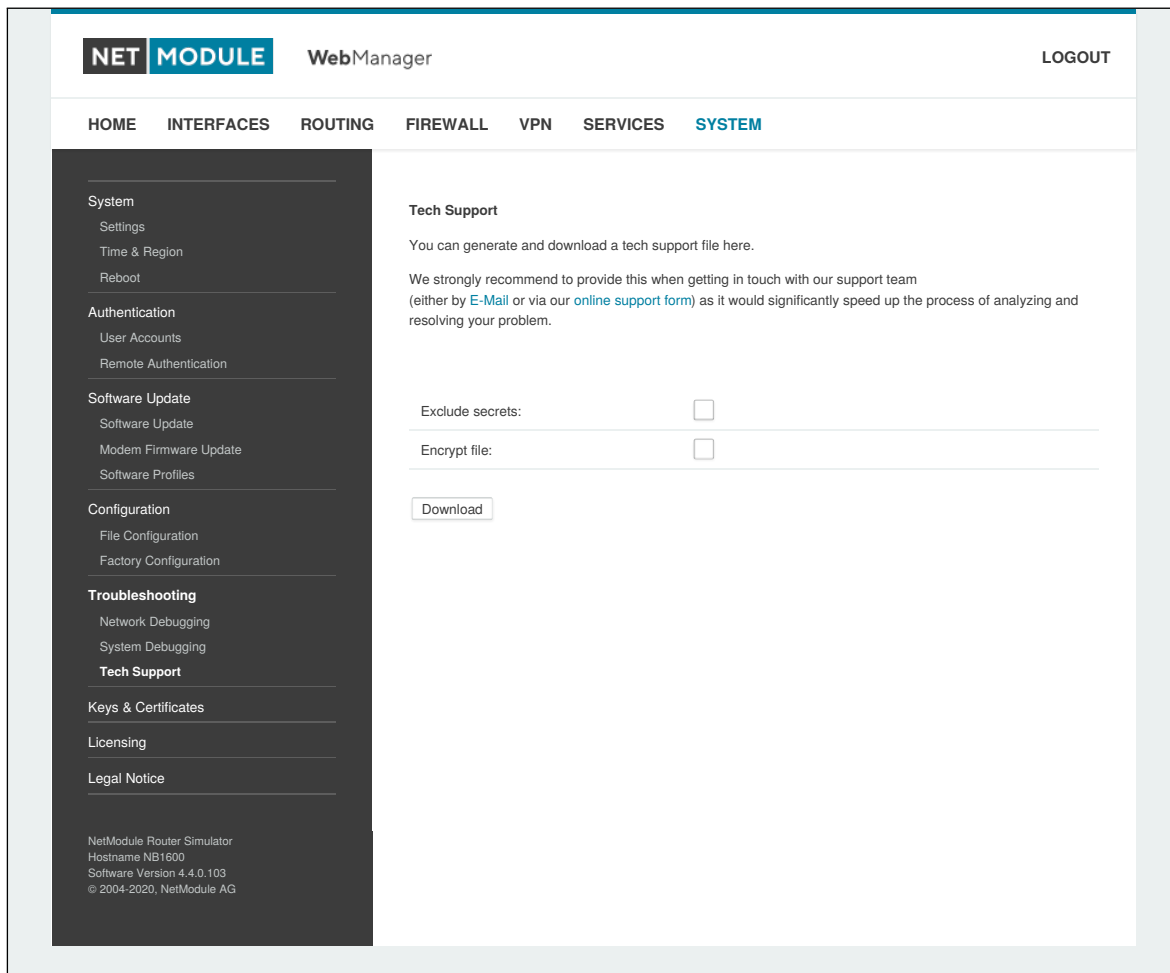 NET MODULE WebManager LOGOUT
HOME INTERFACES ROUTING FIREWALL VPN SERVICES SYSTEM
System
Settings
Time & Region
Reboot
Authentication
User Accounts
Remote Authentication
Software Update
Software Update
Modem Firmware Update
Software Profiles
Configuration
File Configuration
Factory Configuration
Troubleshooting
Network Debugging
System Debugging
Tech Support
Keys & Certificates
Licensing
Legal Notice
NetModule Router Simulator
Hostname NB1600
Software Version 4.4.0.103
© 2004-2020, NetModule AG
Tech Support
You can generate and download a tech support file here.
We strongly recommend to provide this when getting in touch with our support team
(either by E-Mail or via our online support form) as it would significantly speed up the process of analyzing and
resolving your problem.
Exclude secrets:
Encrypt file:
Download